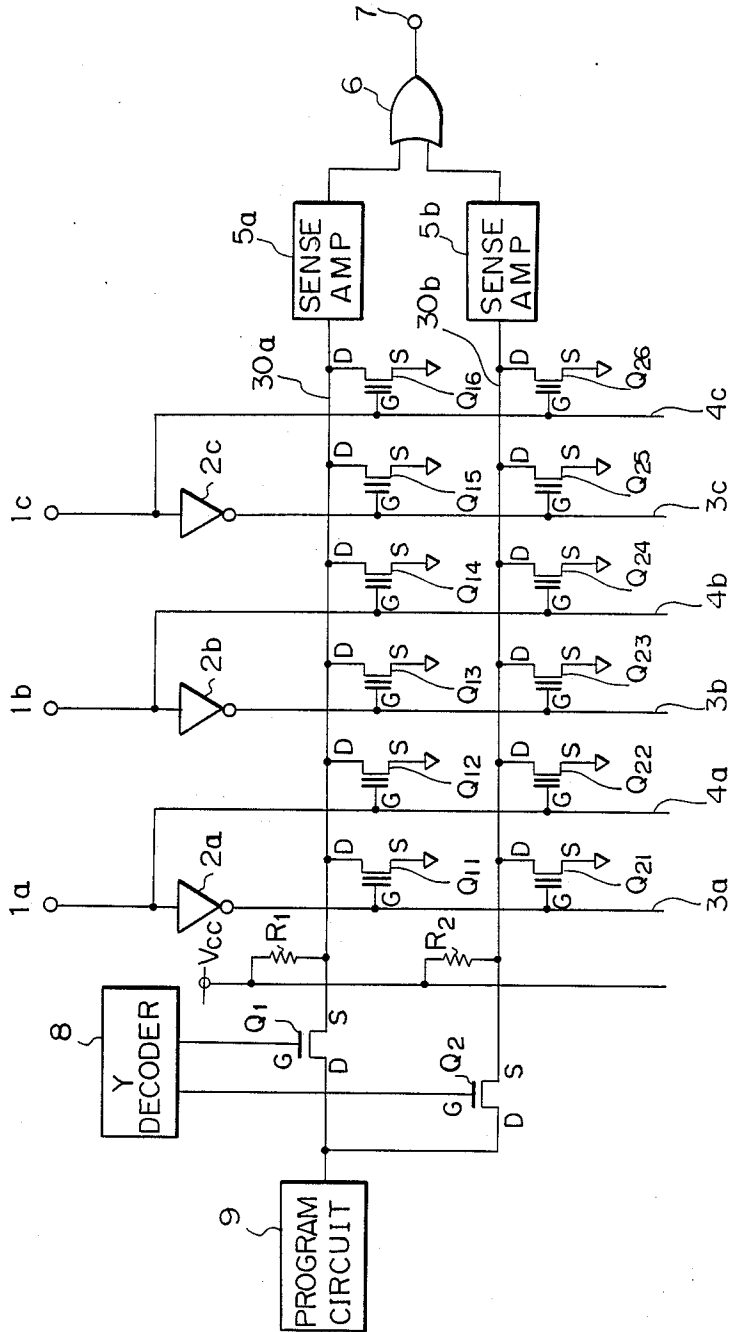 1a
1b
1c
2a
2b
2c
Vcc
8
Y
DECODER
9
PROGRAM
CIRCUIT
G
Q1
D
S
R1
G
Q2
D
S
R2
30a
D
G
S
Q11
D
G
S
Q12
D
G
S
Q13
D
G
S
Q14
D
G
S
Q15
D
G
S
Q16
5a
SENSE
AMP
6
7
30b
D
G
S
Q21
D
G
S
Q22
D
G
S
Q23
D
G
S
Q24
D
G
S
Q25
D
G
S
Q26
5b
SENSE
AMP
3a
4a
3b
4b
3c
4c